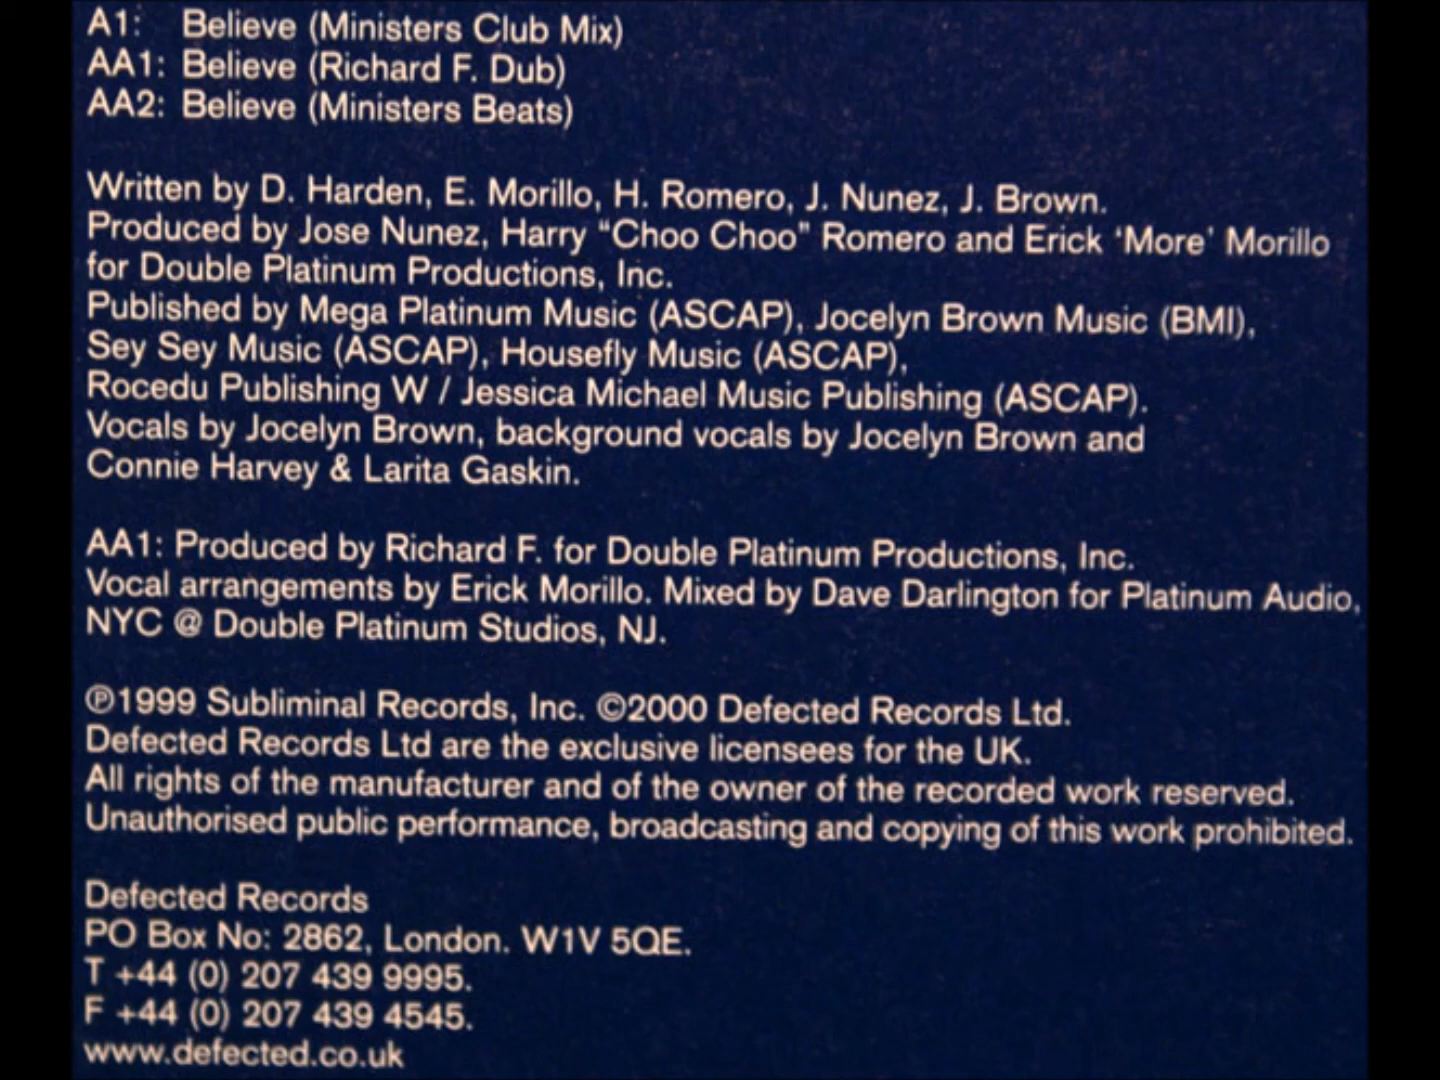 A1: Believe (Ministers Club Mix)
AA1: Believe (Richard F. Dub)
AA2: Believe (Ministers Beats)
Written by D. Harden, E. Morillo, H. Romero, J. Nunez, J. Brown.
Produced by Jose Nunez, Harry “Choo Choo” Romero and Erick ‘More’ Morillo
for Double Platinum Productions, Inc.
Published by Mega Platinum Music (ASCAP), Jocelyn Brown Music (BMI),
Sey Sey Music (ASCAP), Housefly Music (ASCAP),
Rocedu Publishing W / Jessica Michael Music Publishing (ASCAP).
Vocals by Jocelyn Brown, background vocals by Jocelyn Brown and
Connie Harvey & Larita Gaskin.
AA1: Produced by Richard F. for Double Platinum Productions, Inc.
Vocal arrangements by Erick Morillo. Mixed by Dave Darlington for Platinum Audio,
NYC @ Double Platinum Studios, NJ.
℗1999 Subliminal Records, Inc. ©2000 Defected Records Ltd.
Defected Records Ltd are the exclusive licensees for the UK.
All rights of the manufacturer and of the owner of the recorded work reserved.
Unauthorised public performance, broadcasting and copying of this work prohibited.
Defected Records
PO Box No: 2862, London. W1V 5QE.
T +44 (0) 207 439 9995.
F +44 (0) 207 439 4545.
www.defected.co.uk